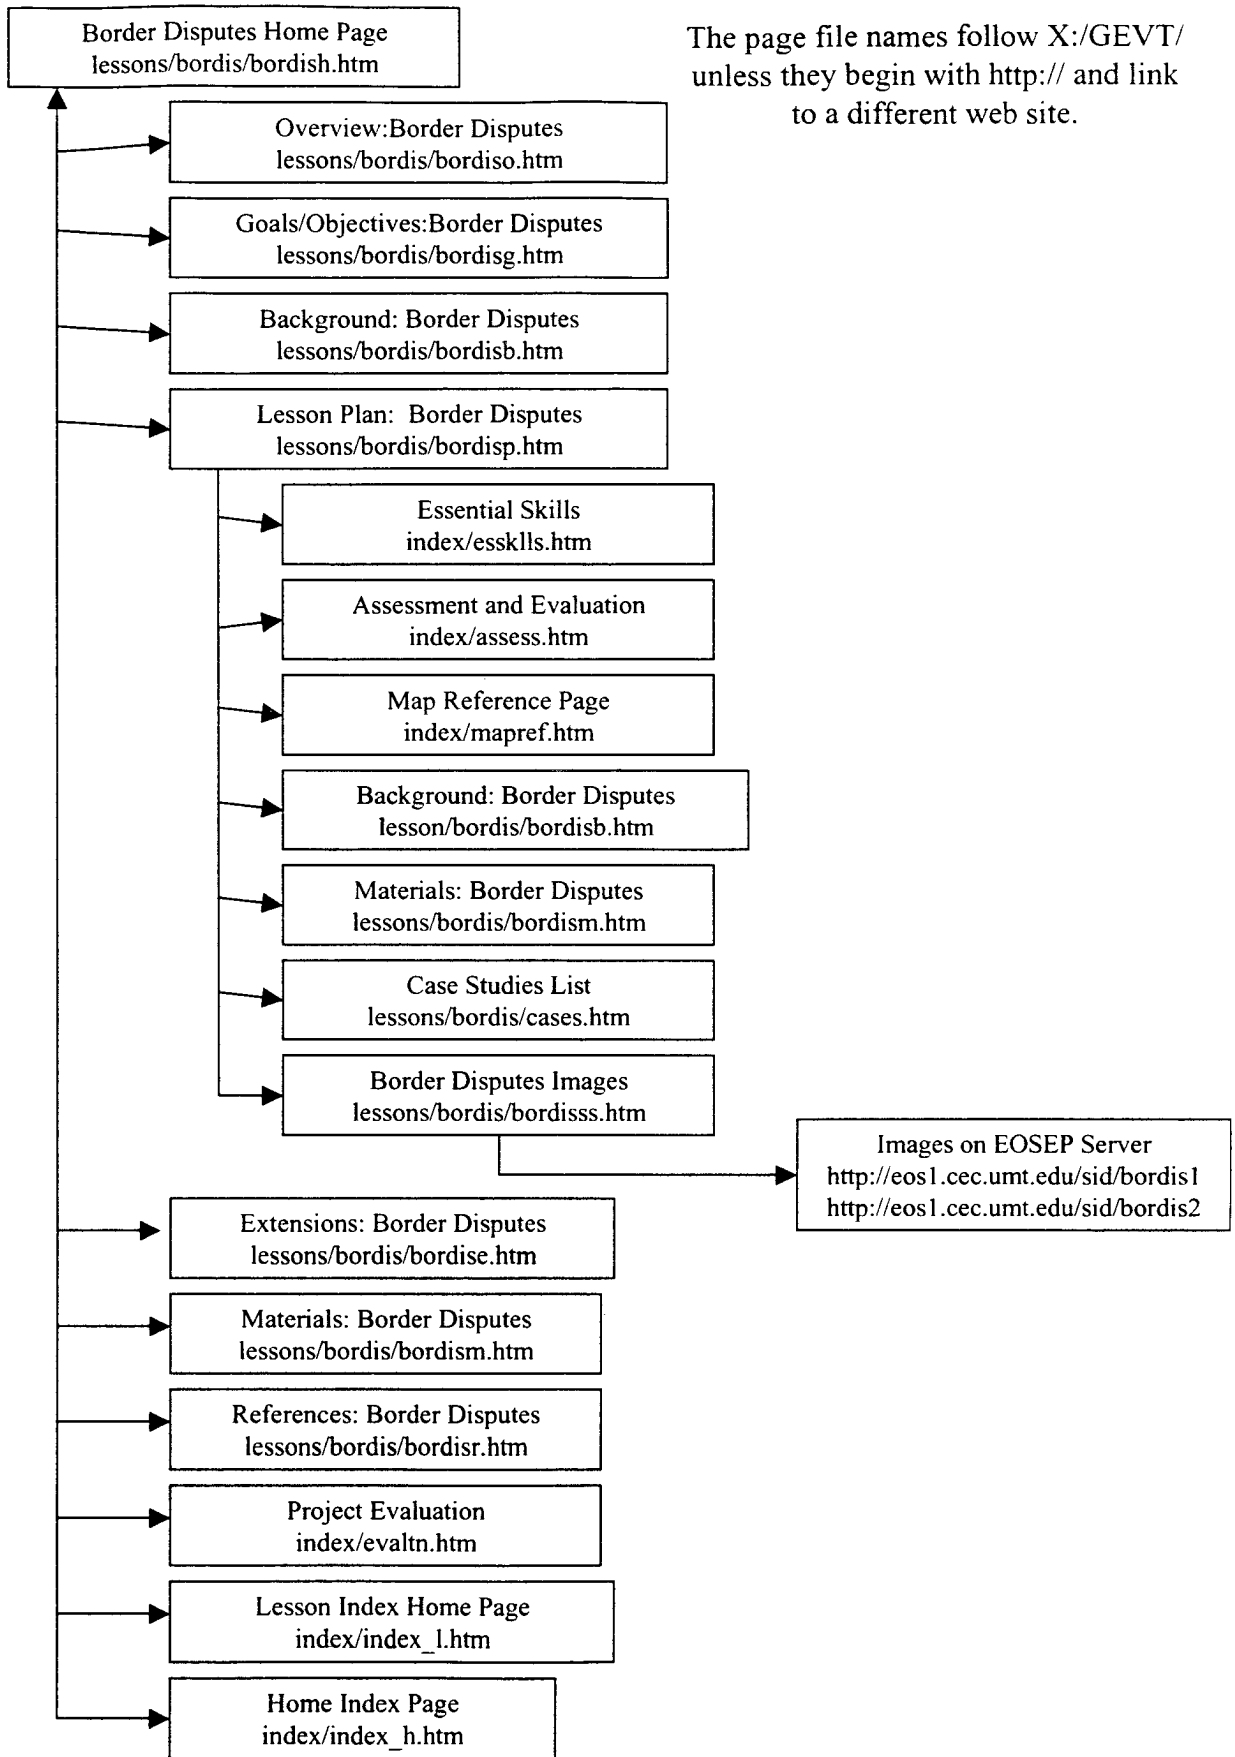 Border Disputes Home Page
lessons/bordis/bordish.htm
The page file names follow X:/GEVT/
unless they begin with http:// and link
to a different web site.
Overview:Border Disputes
lessons/bordis/bordiso.htm
Goals/Objectives:Border Disputes
lessons/bordis/bordisg.htm
Background: Border Disputes
lessons/bordis/bordisb.htm
Lesson Plan:  Border Disputes
lessons/bordis/bordisp.htm
Essential Skills
index/essklls.htm
Assessment and Evaluation
index/assess.htm
Map Reference Page
index/mapref.htm
Background: Border Disputes
lesson/bordis/bordisb.htm
Materials: Border Disputes
lessons/bordis/bordism.htm
Case Studies List
lessons/bordis/cases.htm
Border Disputes Images
lessons/bordis/bordisss.htm
Images on EOSEP Server
http://eos1.cec.umt.edu/sid/bordis1
http://eos1.cec.umt.edu/sid/bordis2
Extensions: Border Disputes
lessons/bordis/bordise.htm
Materials: Border Disputes
lessons/bordis/bordism.htm
References: Border Disputes
lessons/bordis/bordisr.htm
Project Evaluation
index/evaltn.htm
Lesson Index Home Page
index/index_l.htm
Home Index Page
index/index_h.htm